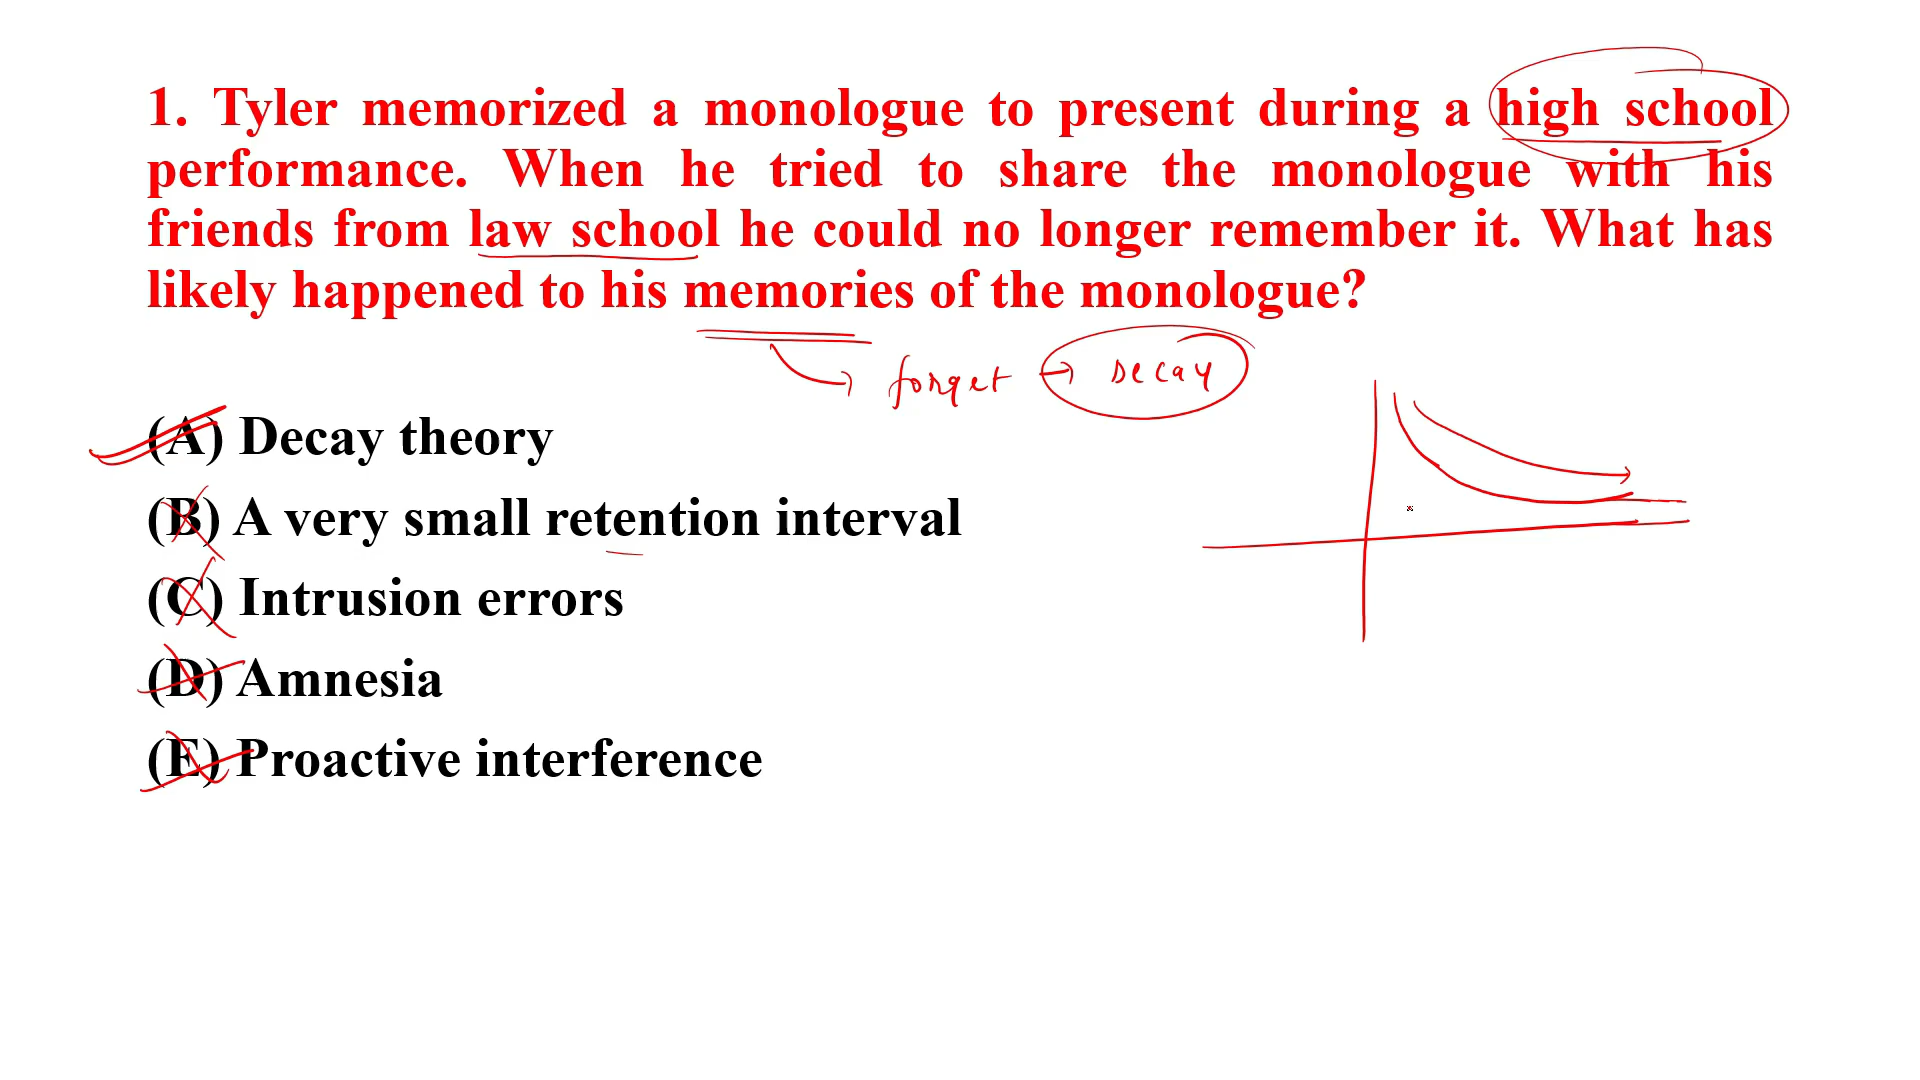 1. Tyler memorized a monologue to present during a high school
performance. When he tried to share the monologue with his
friends from law school he could no longer remember it. What has
likely happened to his memories of the monologue?
forget → Decay
(A) Decay theory
(B) A very small retention interval
(C) Intrusion errors
(D) Amnesia
(E) Proactive interference